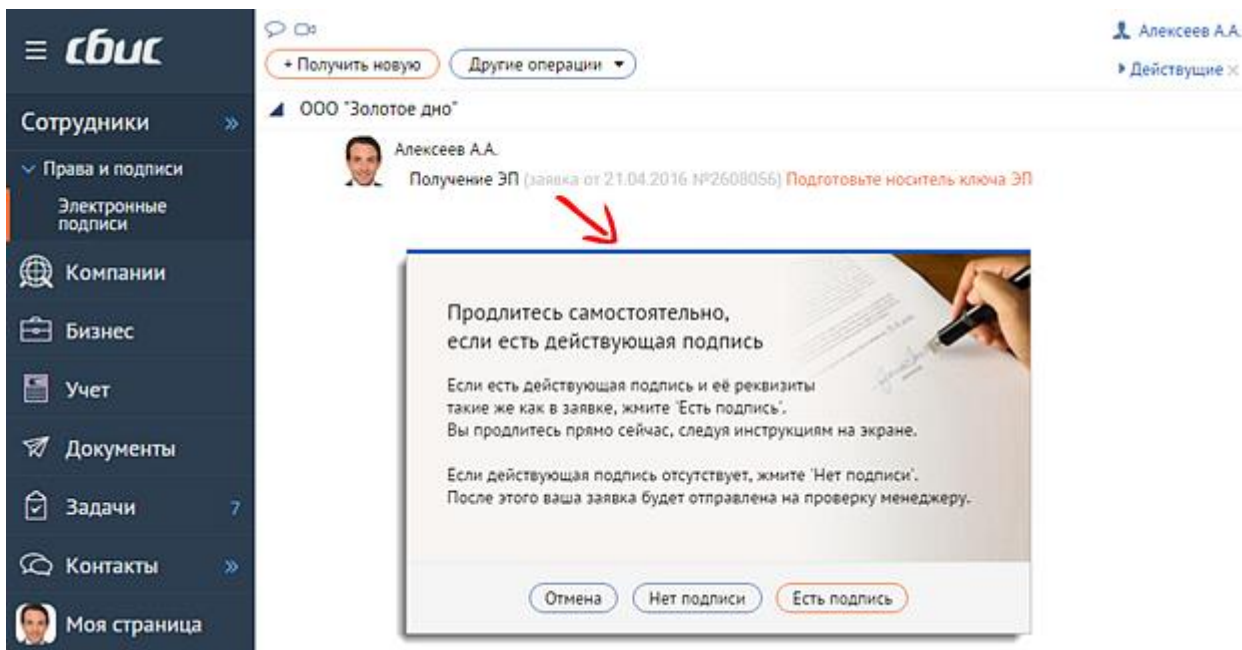 сбис
Алексеев А.А.
+ Получить новую
Другие операции
Действущие
ООО "Золотое дно"
Сотрудники
Алексеев А.А.
Права и подписи
Получение ЭП (заявка от 21.04.2016 №2608056) Подготовьте носитель ключа ЭП
Электронные
подписи
Компании
Бизнес
Учет
Документы
Задачи 7
Контакты
Моя страница
Продлитесь самостоятельно,
если есть действующая подпись
Если есть действующая подпись и её реквизиты
такие же как в заявке, жмите 'Есть подпись'.
Вы продлитесь прямо сейчас, следуя инструкциям на экране.
Если действующая подпись отсутствует, жмите 'Нет подписи'.
После этого ваша заявка будет отправлена на проверку менеджеру.
Отмена
Нет подписи
Есть подпись